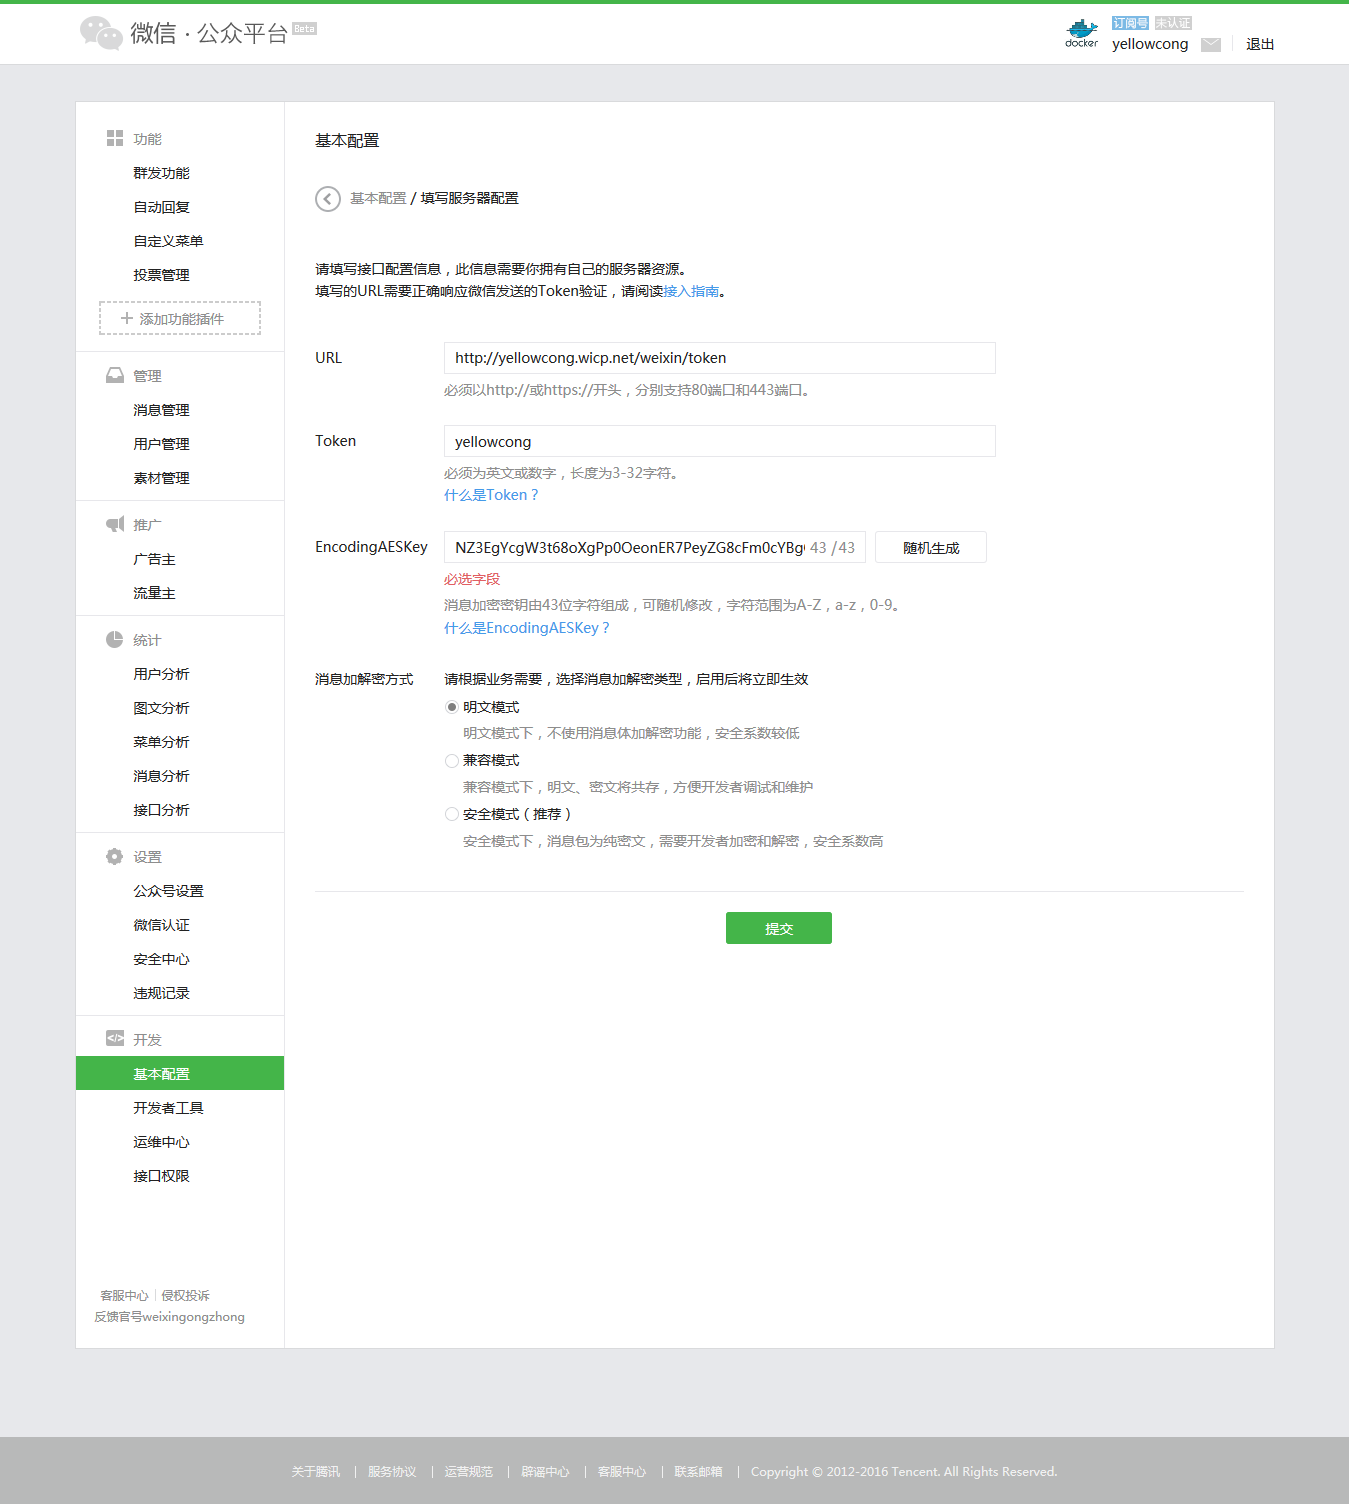 微信 · 公众平台 Beta
docker
订阅号 未认证
yellowcong
退出
功能
群发功能
自动回复
自定义菜单
投票管理
添加功能插件
管理
消息管理
用户管理
素材管理
推广
广告主
流量主
统计
用户分析
图文分析
菜单分析
消息分析
接口分析
设置
公众号设置
微信认证
安全中心
违规记录
开发
基本配置
开发者工具
运维中心
接口权限
客服中心 | 侵权投诉
反馈官号weixingongzhong
基本配置
基本配置 / 填写服务器配置
请填写接口配置信息，此信息需要你拥有自己的服务器资源。
填写的URL需要正确响应微信发送的Token验证，请阅读接入指南。
URL
http://yellowcong.wicp.net/weixin/token
必须以http://或https://开头，分别支持80端口和443端口。
Token
yellowcong
必须为英文或数字，长度为3-32字符。
什么是Token？
EncodingAESKey
NZ3EgYcgW3t68oXgPp0OeonER7PeyZG8cFm0cYBg 43 /43
随机生成
必选字段
消息加密密钥由43位字符组成，可随机修改，字符范围为A-Z，a-z，0-9。
什么是EncodingAESKey？
消息加解密方式
请根据业务需要，选择消息加解密类型，启用后将立即生效
明文模式
明文模式下，不使用消息体加解密功能，安全系数较低
兼容模式
兼容模式下，明文、密文将共存，方便开发者调试和维护
安全模式（推荐）
安全模式下，消息包为纯密文，需要开发者加密和解密，安全系数高
提交
关于腾讯 | 服务协议 | 运营规范 | 辟谣中心 | 客服中心 | 联系邮箱 | Copyright © 2012-2016 Tencent. All Rights Reserved.